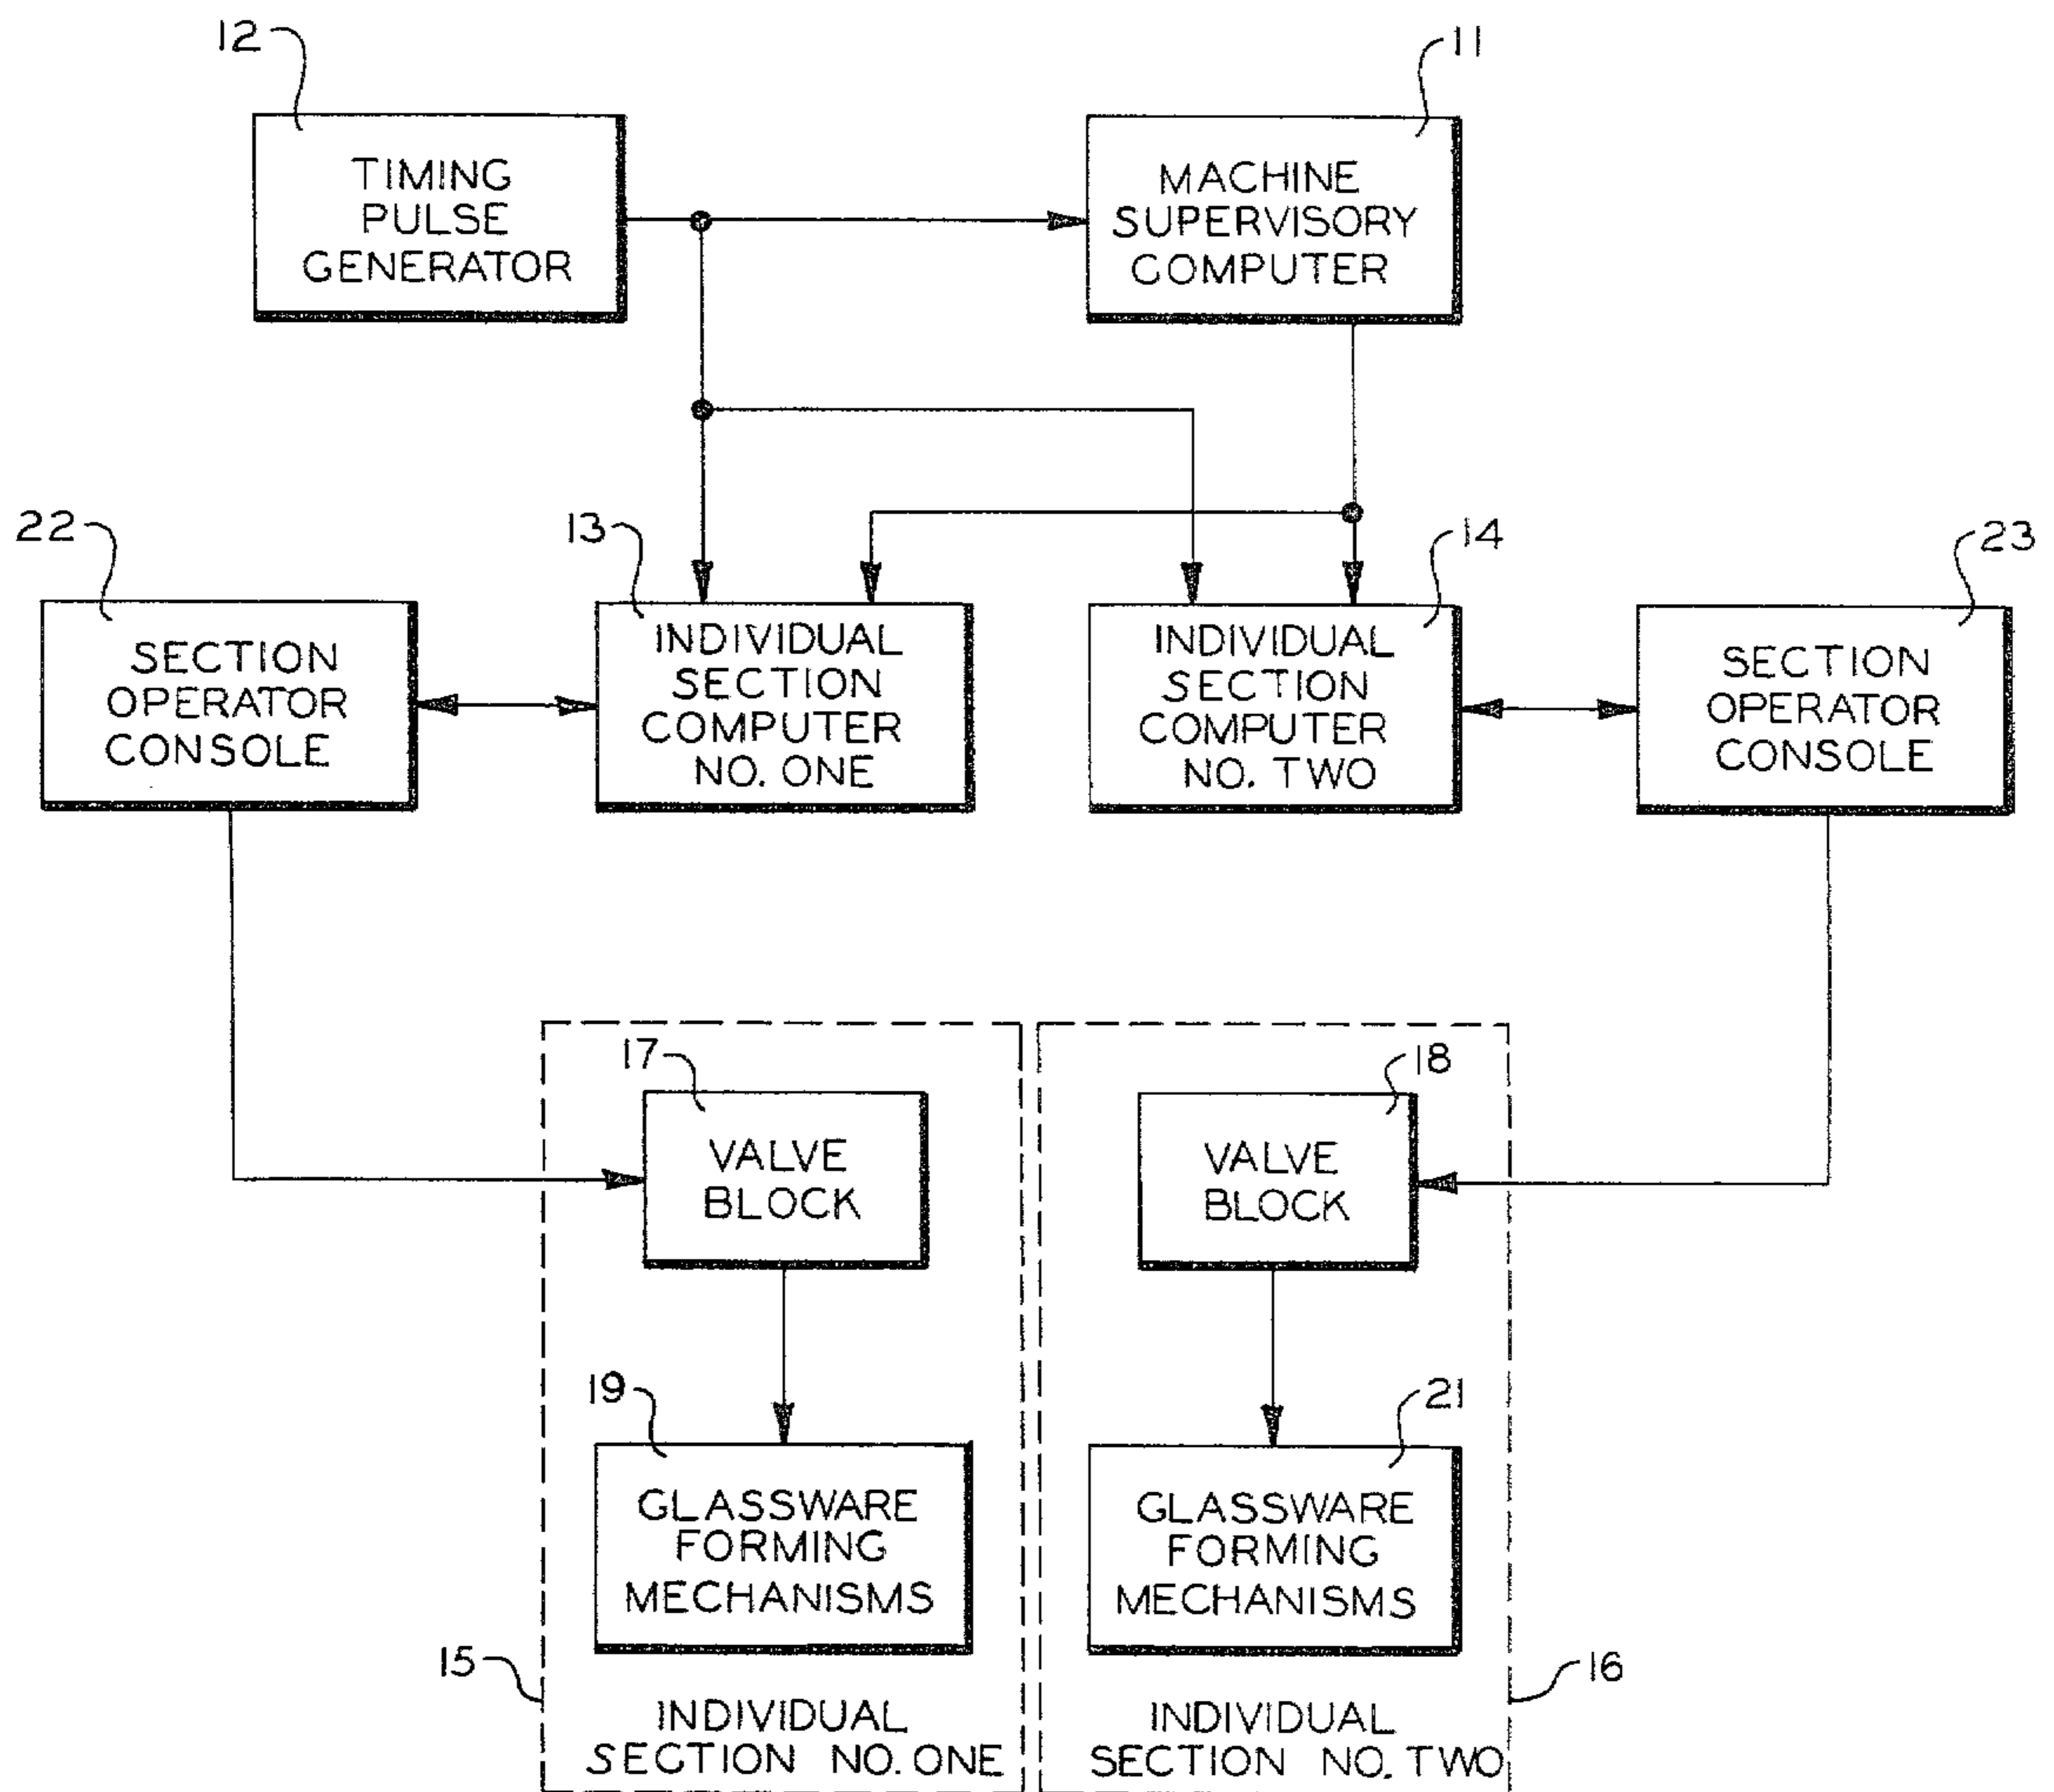 12
11
TIMING
PULSE
GENERATOR
MACHINE
SUPERVISORY
COMPUTER
22
13
14
23
SECTION
OPERATOR
CONSOLE
INDIVIDUAL
SECTION
COMPUTER
NO. ONE
INDIVIDUAL
SECTION
COMPUTER
NO. TWO
SECTION
OPERATOR
CONSOLE
17
18
VALVE
BLOCK
VALVE
BLOCK
19
21
GLASSWARE
FORMING
MECHANISMS
GLASSWARE
FORMING
MECHANISMS
15
16
INDIVIDUAL
SECTION NO. ONE
INDIVIDUAL
SECTION NO. TWO